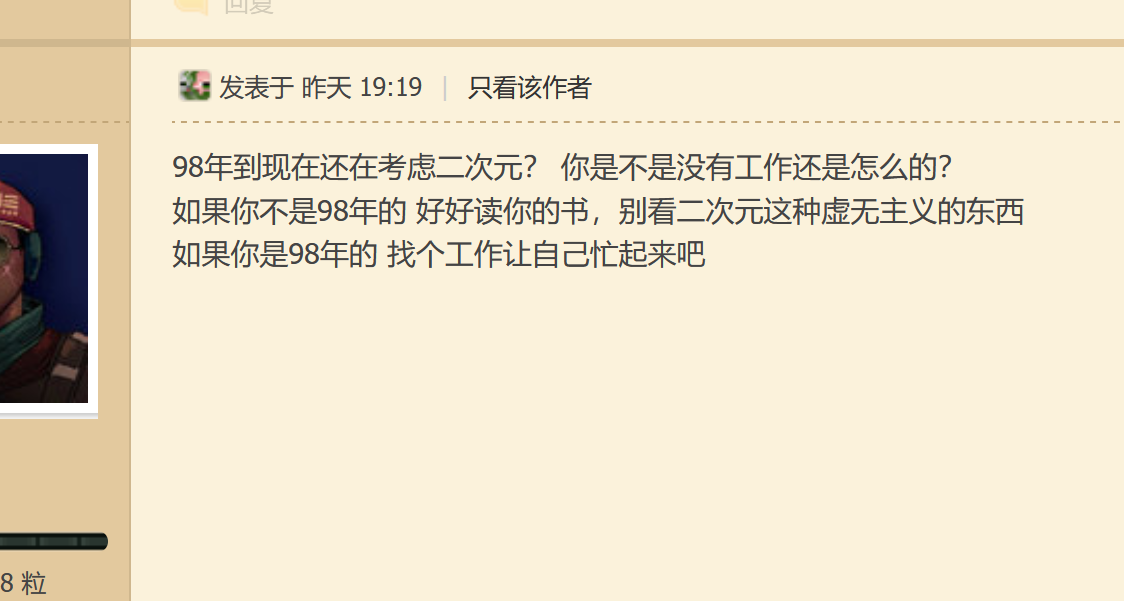 回复
发表于 昨天 19:19 | 只看该作者
98年到现在还在考虑二次元？ 你是不是没有工作还是怎么的？
如果你不是98年的 好好读你的书，别看二次元这种虚无主义的东西
如果你是98年的 找个工作让自己忙起来吧
8 粒